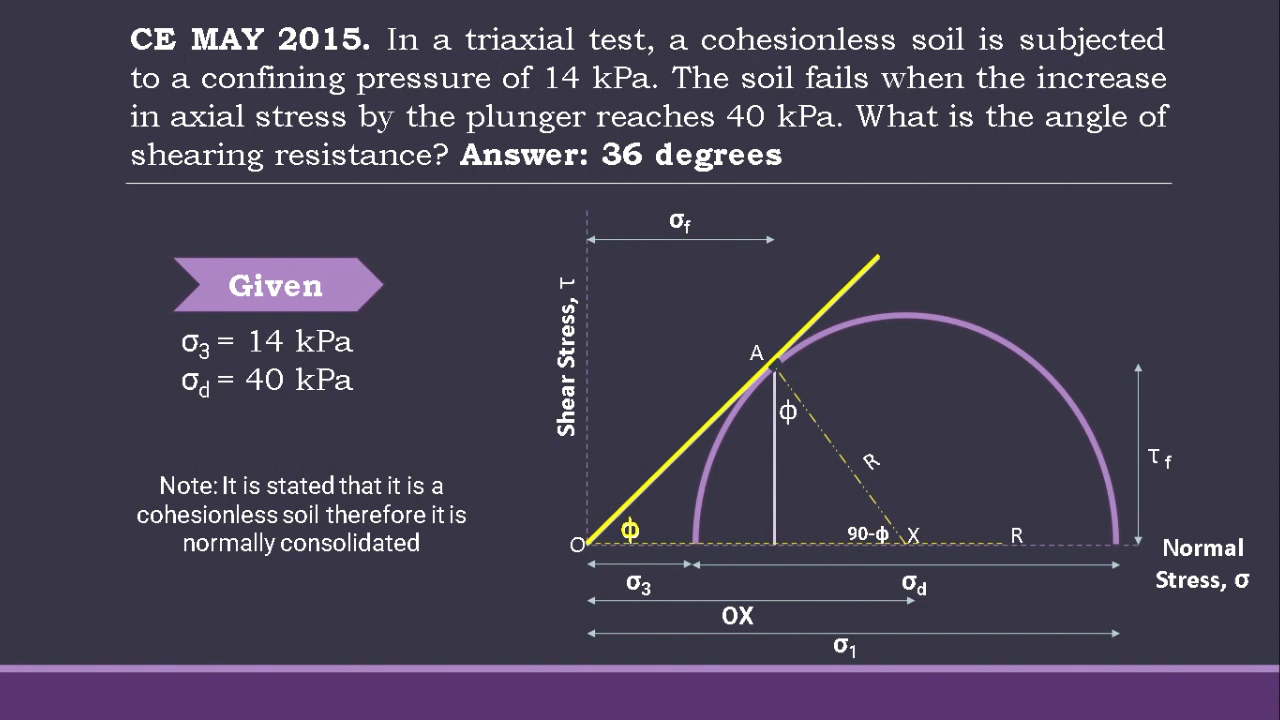 CE MAY 2015. In a triaxial test, a cohesionless soil is subjected
to a confining pressure of 14 kPa. The soil fails when the increase
in axial stress by the plunger reaches 40 kPa. What is the angle of
shearing resistance? Answer: 36 degrees
Given
σ3 = 14 kPa
σd = 40 kPa
Note: It is stated that it is a
cohesionless soil therefore it is
normally consolidated
σf
Shear Stress, τ
A
ϕ
R
τf
ϕ
90-ϕ
X
R
O
Normal
Stress, σ
σ3
σd
OX
σ1